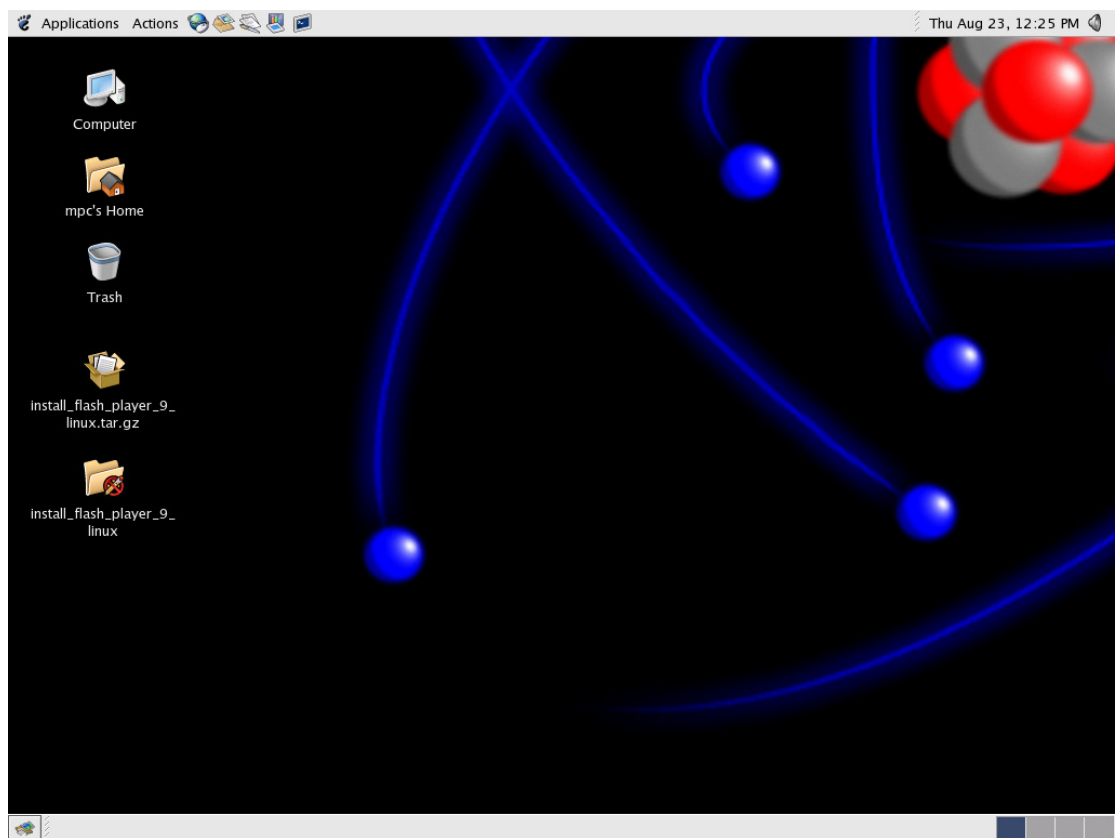 Applications Actions Thu Aug 23, 12:25 PM
Computer
mpc's Home
Trash
install_flash_player_9_
linux.tar.gz
install_flash_player_9_
linux